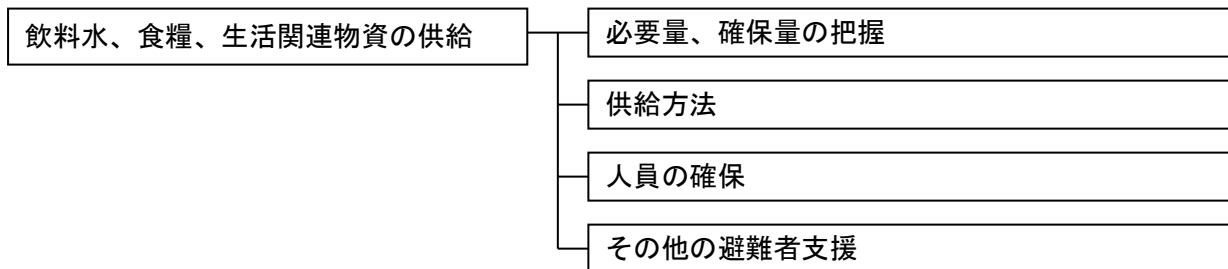 飲料水、食糧、生活関連物資の供給
必要量、確保量の把握
供給方法
人員の確保
その他の避難者支援